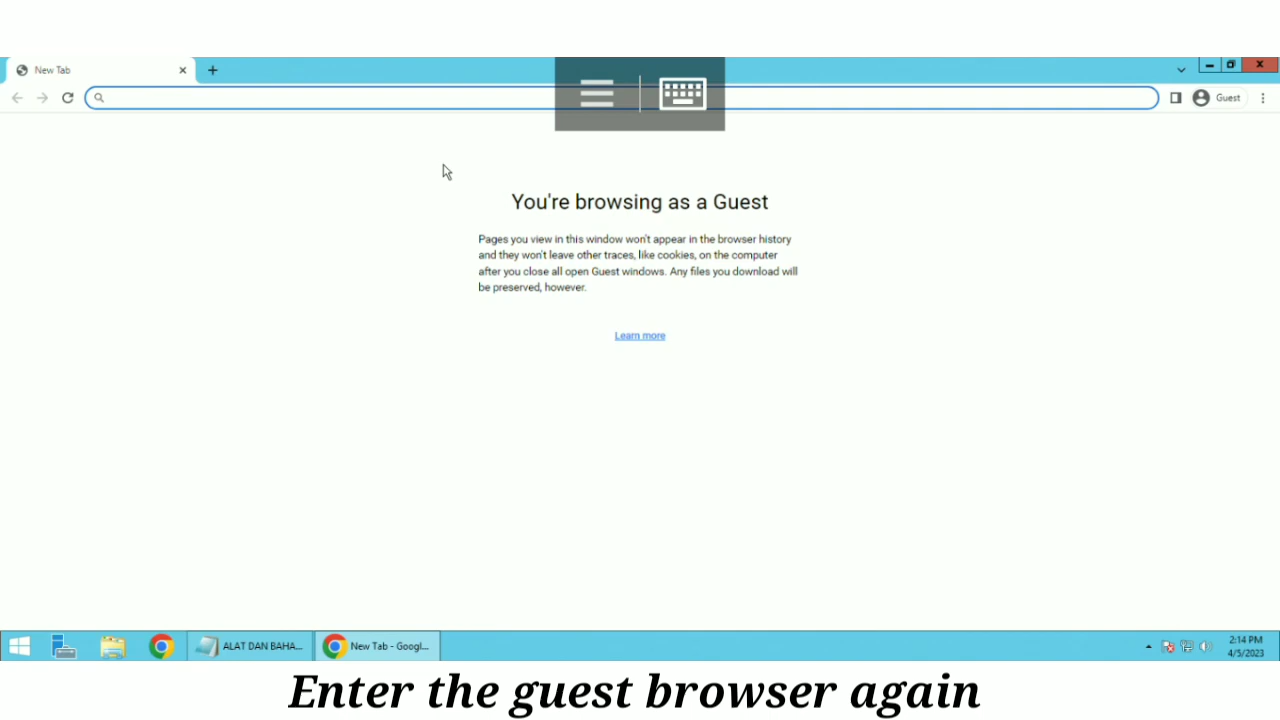 New Tab
Guest
You're browsing as a Guest
Pages you view in this window won't appear in the browser history
and they won't leave other traces, like cookies, on the computer
after you close all open Guest windows. Any files you download will
be preserved, however.
Learn more
ALAT DAN BAHA...
New Tab - Googl...
2:14 PM
4/5/2023
Enter the guest browser again